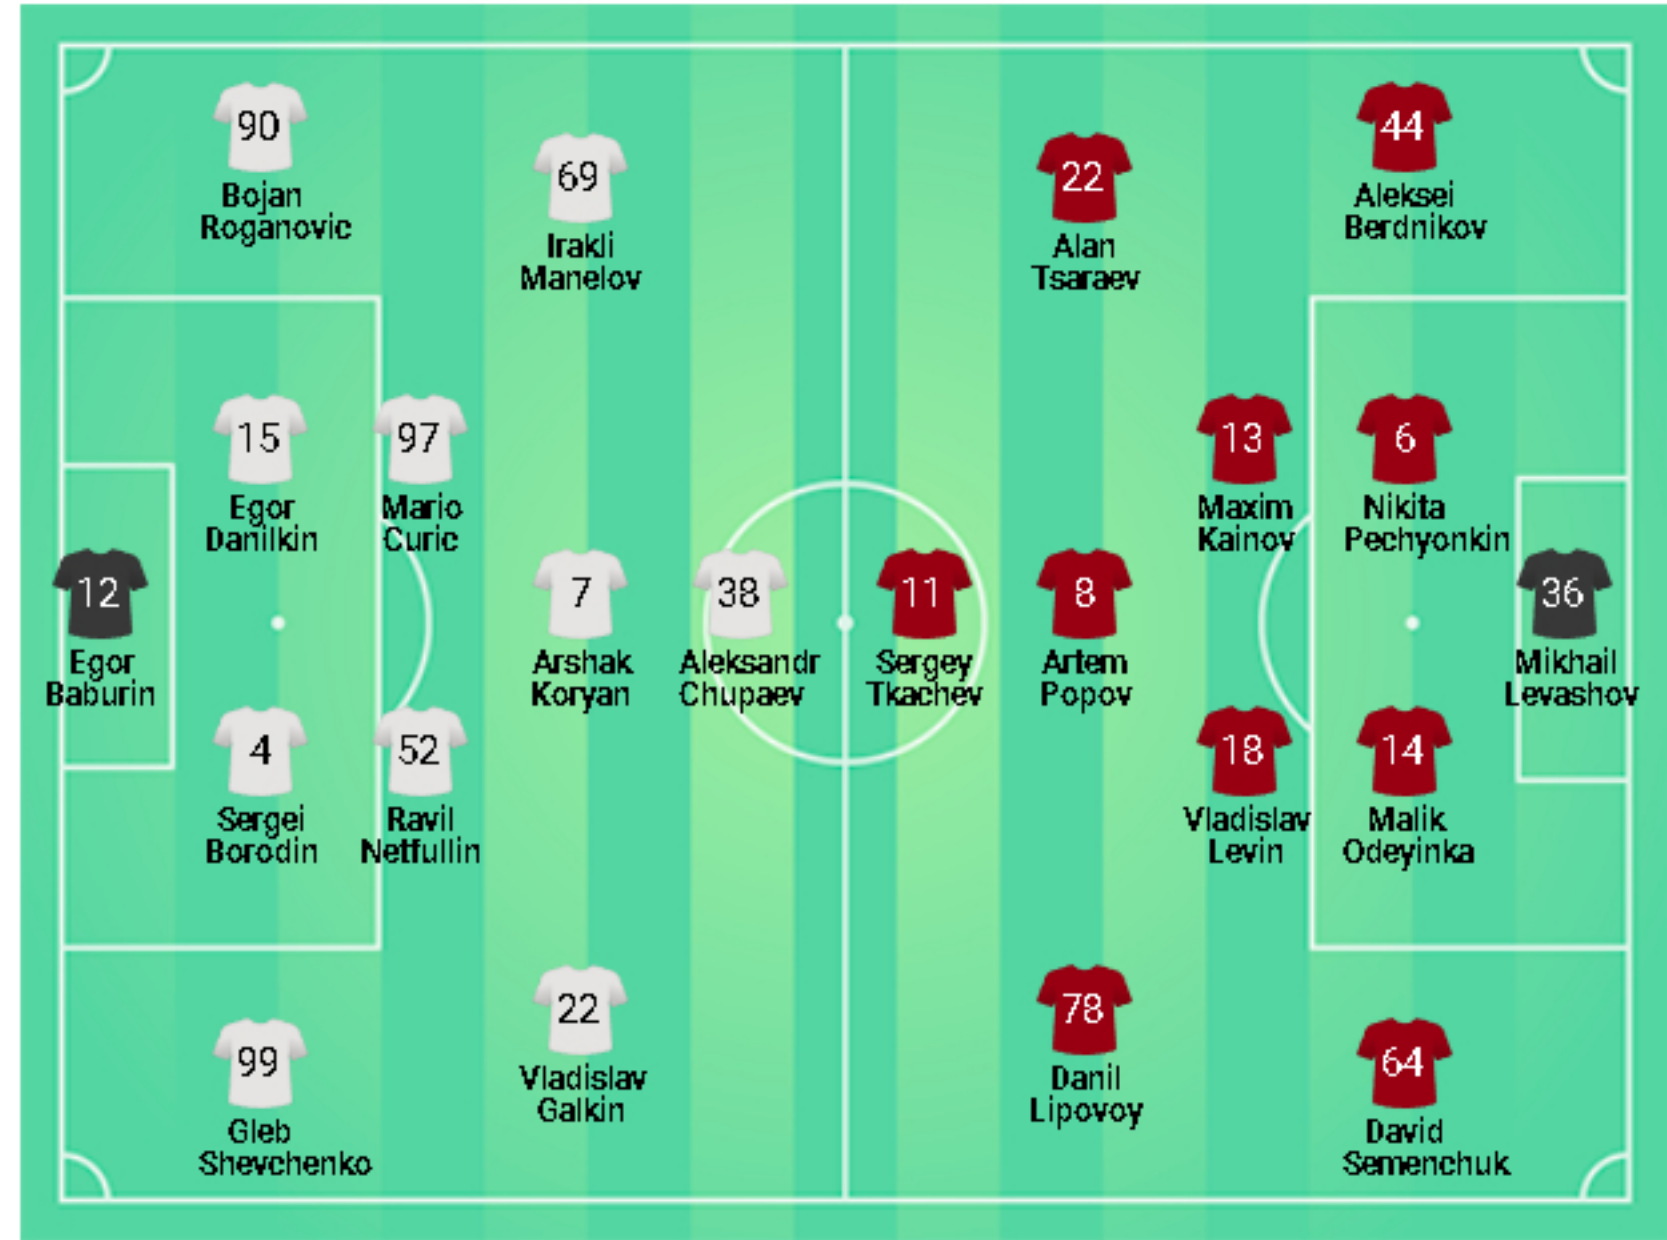 90
Bojan
Roganovic
69
Irakli
Manelov
22
Alan
Tsaraev
44
Aleksei
Berdnikov
15
Egor
Danilkin
97
Mario
Curic
13
Maxim
Kainov
6
Nikita
Pechyonkin
12
Egor
Baburin
7
Arshak
Koryan
38
Aleksandr
Chupaev
11
Sergey
Tkachev
8
Artem
Popov
36
Mikhail
Levashov
4
Sergei
Borodin
52
Ravil
Netfullin
18
Vladislav
Levin
14
Malik
Odeyinka
99
Gleb
Shevchenko
22
Vladislav
Galkin
78
Danil
Lipovoy
64
David
Semenchuk